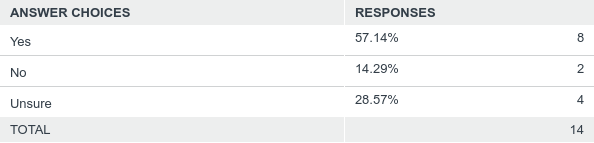 ANSWER CHOICES RESPONSES
Yes 57.14% 8
No 14.29% 2
Unsure 28.57% 4
TOTAL 14